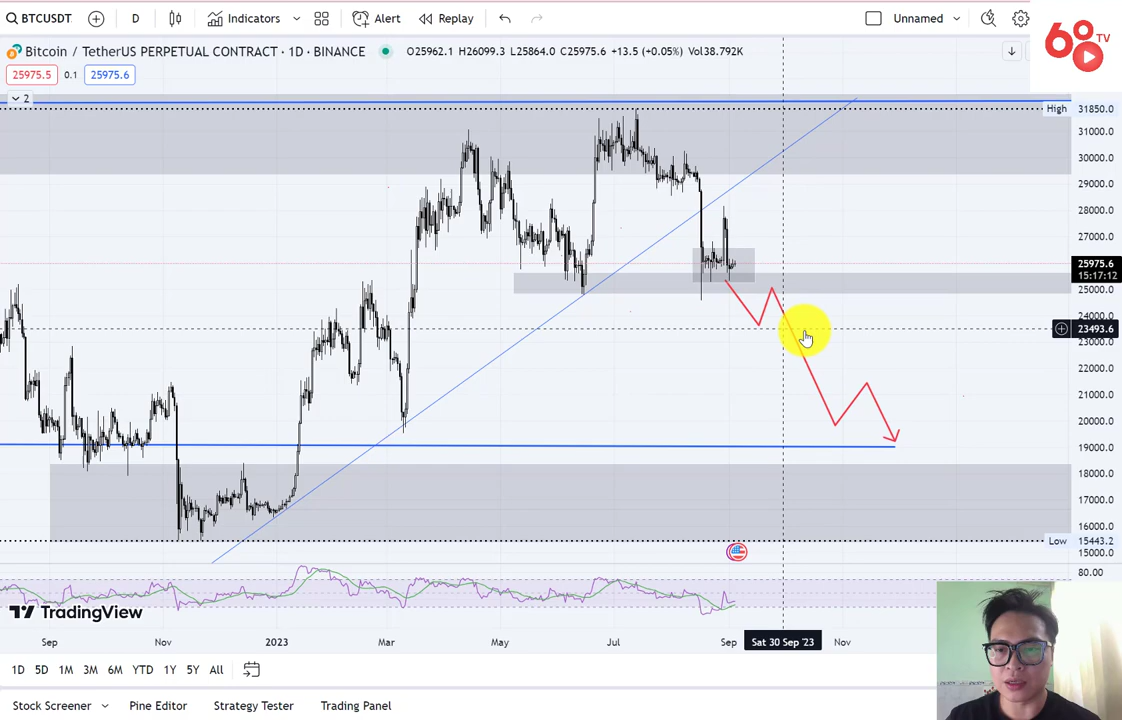 BTCUSDT D Indicators Alert Replay Unnamed
68 TV
Bitcoin / TetherUS PERPETUAL CONTRACT · 1D · BINANCE O25962.1 H26099.3 L25864.0 C25975.6 +13.5 (+0.05%) Vol38.792K
25975.5 0.1 25975.6
2
High 31850.0
31000.0
30000.0
29000.0
28000.0
27000.0
25975.6
15:17:12
25000.0
24000.0
23493.6
23000.0
22000.0
21000.0
20000.0
19000.0
18000.0
17000.0
16000.0
Low 15443.2
15000.0
80.00
TradingView
Sep Nov 2023 Mar May Jul Sep Sat 30 Sep '23 Nov
1D 5D 1M 3M 6M YTD 1Y 5Y All
Stock Screener Pine Editor Strategy Tester Trading Panel